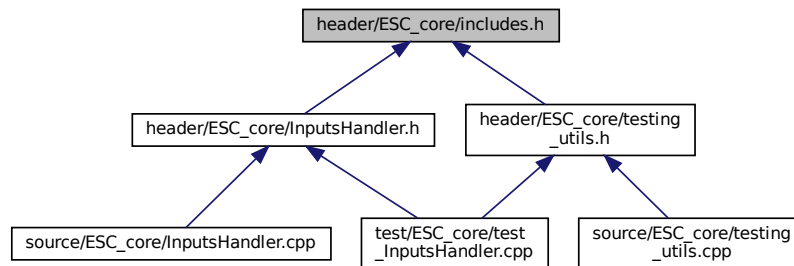 header/ESC_core/includes.h
header/ESC_core/InputsHandler.h
header/ESC_core/testing
_utils.h
source/ESC_core/InputsHandler.cpp
test/ESC_core/test
_InputsHandler.cpp
source/ESC_core/testing
_utils.cpp